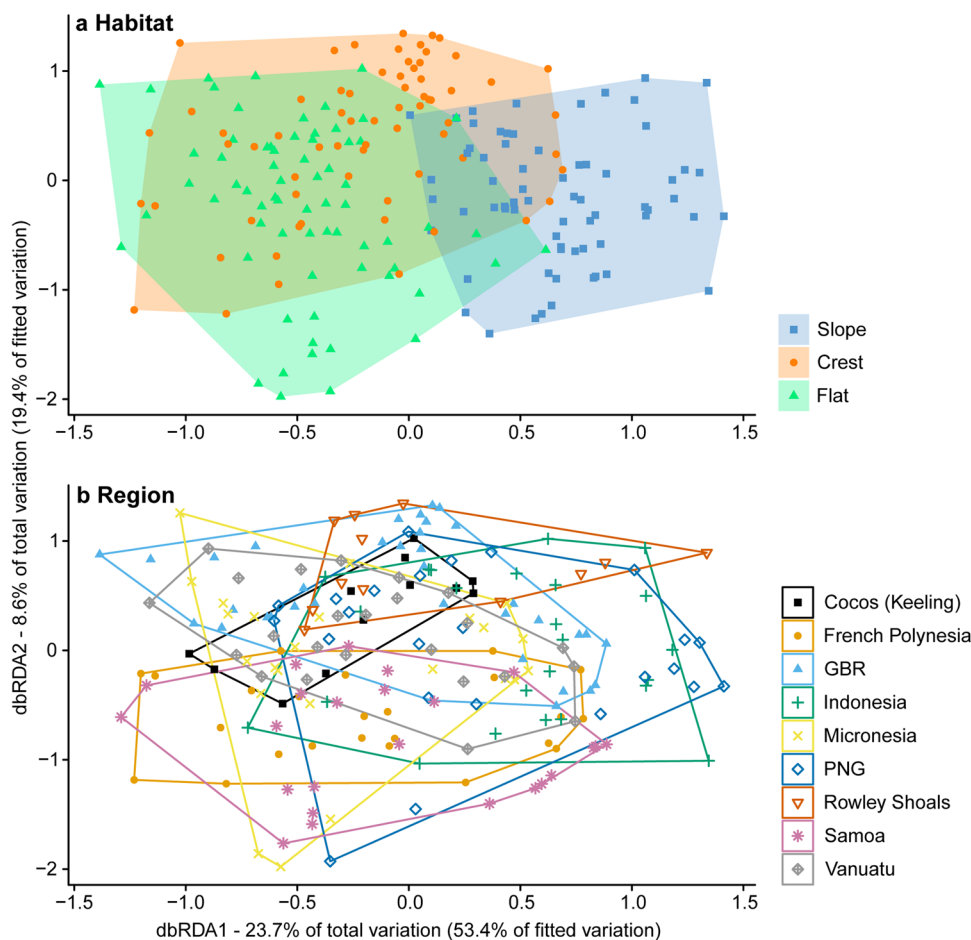 a Habitat
1
0
−1
−2
−1.5
−1.0
−0.5
0.0
0.5
1.0
1.5
Slope
Crest
Flat
dbRDA2 - 8.6% of total variation (19.4% of fitted variation)
b Region
1
0
−1
−2
−1.5
−1.0
−0.5
0.0
0.5
1.0
1.5
dbRDA1 - 23.7% of total variation (53.4% of fitted variation)
Cocos (Keeling)
French Polynesia
GBR
Indonesia
Micronesia
PNG
Rowley Shoals
Samoa
Vanuatu